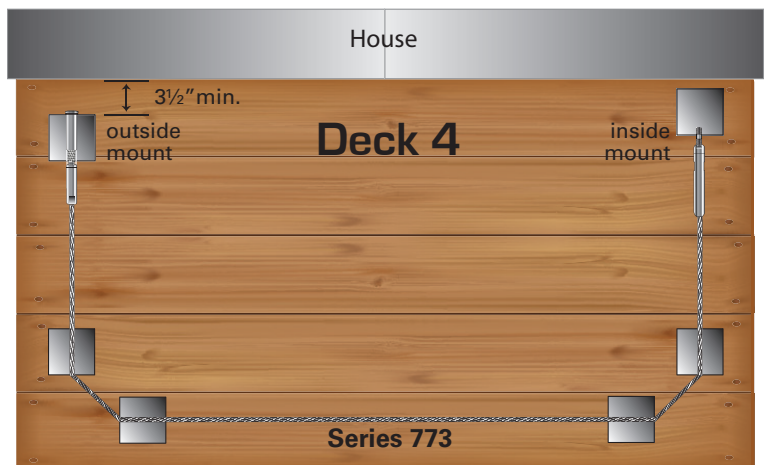 House
3½” min.
outside
mount
Deck 4
inside
mount
Series 773